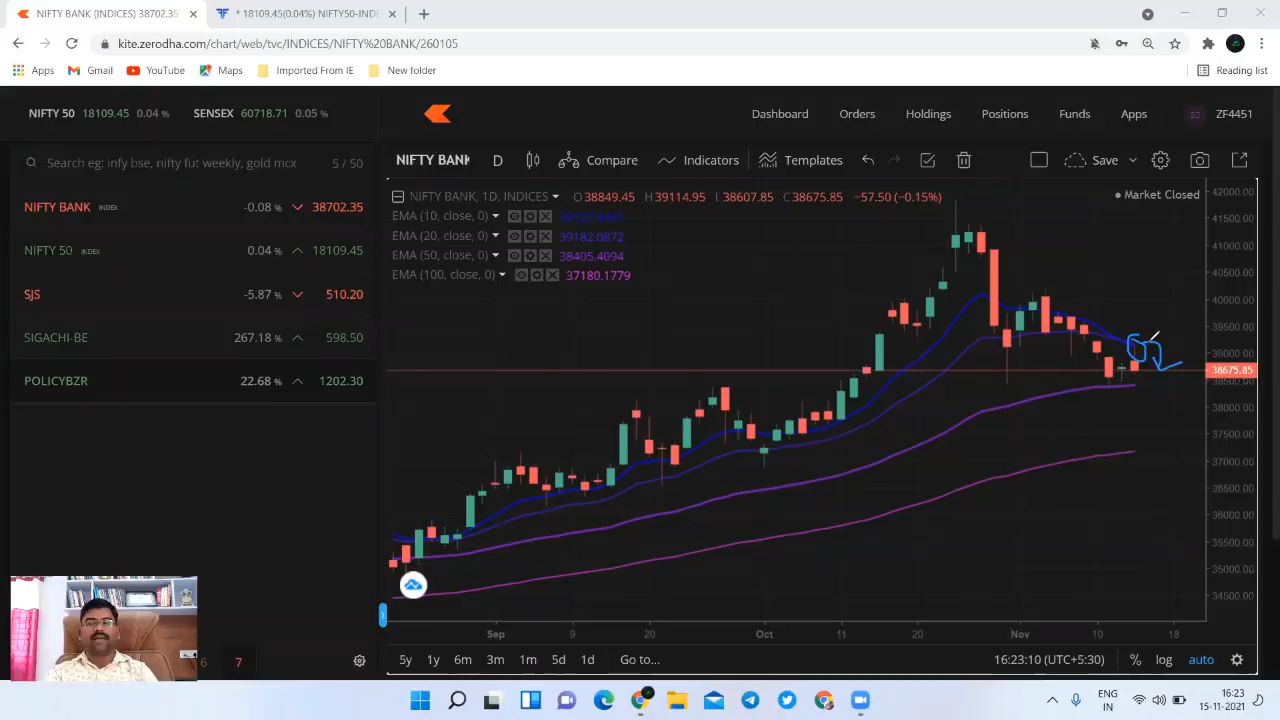 NIFTY BANK (INDICES) 38702.35
* 18109.45(0.04%) NIFTY50-INDE
kite.zerodha.com/chart/web/tvc/INDICES/NIFTY%20BANK/260105
Apps Gmail YouTube Maps Imported From IE New folder Reading list
NIFTY 50 18109.45 0.04 % SENSEX 60718.71 0.05 %
Dashboard Orders Holdings Positions Funds Apps ZF4451
Search eg: infy bse, nifty fut weekly, gold mcx 5 / 50
NIFTY BANK D Compare Indicators Templates Save
NIFTY BANK INDEX -0.08 % 38702.35
NIFTY 50 INDEX 0.04 % 18109.45
SJS -5.87 % 510.20
SIGACHI-BE 267.18 % 598.50
POLICYBZR 22.68 % 1202.30
NIFTY BANK, 1D, INDICES O38849.45 H39114.95 L38607.85 C38675.85 −57.50 (−0.15%)
Market Closed
EMA (10, close, 0)
EMA (20, close, 0) 39182.0872
EMA (50, close, 0) 38405.4094
EMA (100, close, 0) 37180.1779
42000.00
41500.00
41000.00
40500.00
40000.00
39500.00
39000.00
38675.85
38500.00
38000.00
37500.00
37000.00
36500.00
36000.00
35500.00
35000.00
34500.00
Sep 9 20 Oct 11 20 Nov 10 18
6 7
5y 1y 6m 3m 1m 5d 1d Go to... 16:23:10 (UTC+5:30) % log auto
ENG
IN
16:23
15-11-2021